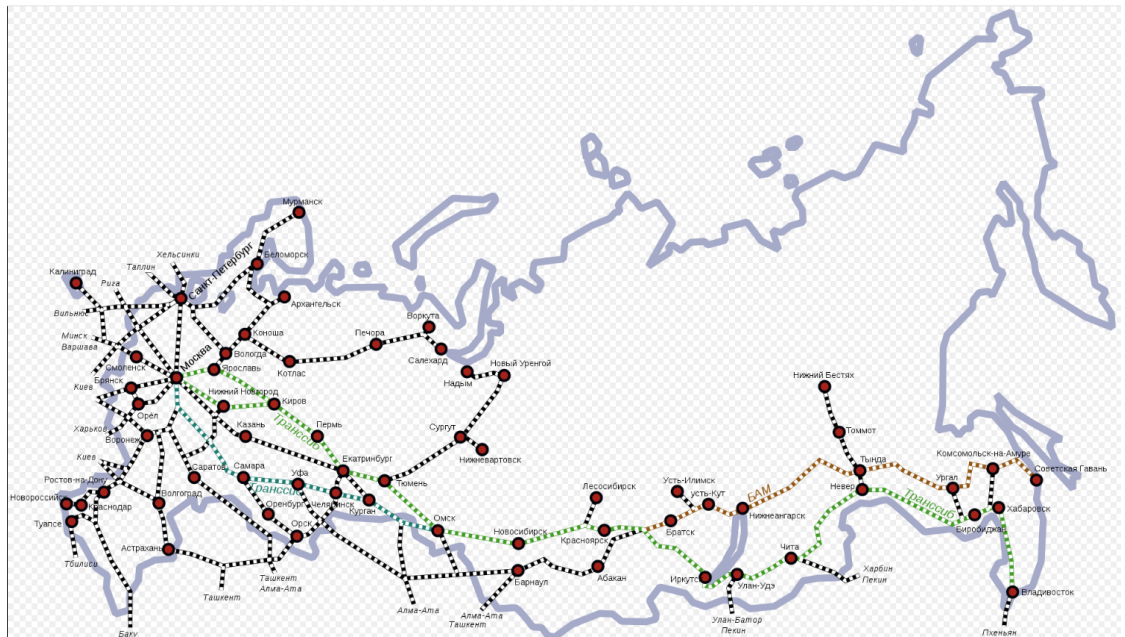 Мурманск
Хельсинки
Санкт-Петербург
Беломорск
Таллин
Калининград
Рига
Архангельск
Вильнюс
Воркута
Минск
Коноша
Печора
Варшава
Москва
Вологда
Салехард
Новый Уренгой
Смоленск
Ярославль
Котлас
Надым
Нижний Бестях
Брянск
Киев
Нижний Новгород
Киров
Орёл
Транссиб
Казань
Пермь
Сургут
Томмот
Харьков
Воронеж
Киев
Екатеринбург
Нижневартовск
Тында
Комсомольск-на-Амуре
Саратов
Самара
Уфа
Тюмень
Советская Гавань
Ростов-на-Дону
Транссиб
Челябинск
Лесосибирск
Усть-Илимск
Ургал
Новороссийск
Волгоград
Оренбург
Курган
усть-Кут
БАМ
Невер
Транссиб
Краснодар
Омск
Нижнеангарск
Хабаровск
Туапсе
Орск
Новосибирск
Красноярск
Братск
Биробиджан
Астрахань
Чита
Тбилиси
Ташкент
Алма-Ата
Барнаул
Абакан
Иркутск
Улан-Удэ
Харбин
Пекин
Ташкент
Алма-Ата
Алма-Ата
Ташкент
Улан-Батор
Пекин
Владивосток
Баку
Пхеньян